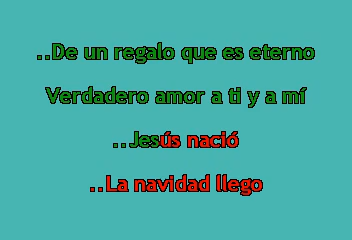 ..De un regalo que es eterno
Verdadero amor a ti y a mí
..Jesús nació
..La navidad llego